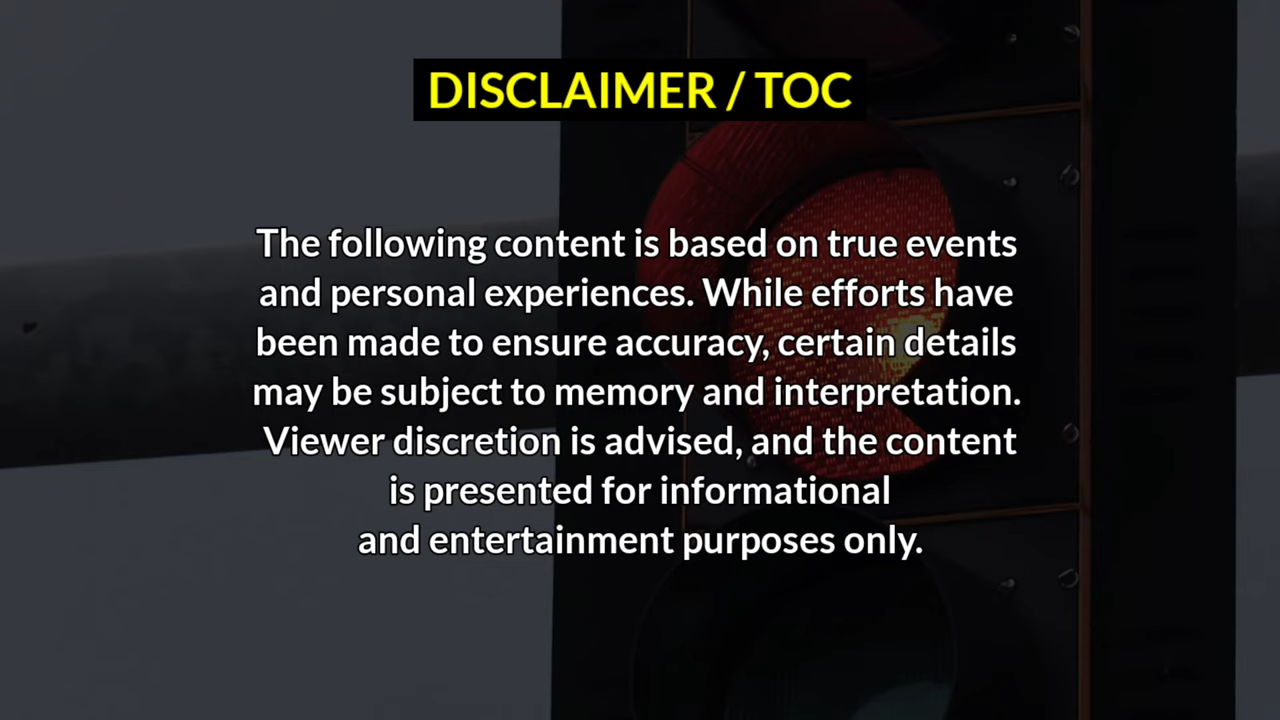 DISCLAIMER / TOC
The following content is based on true events
and personal experiences. While efforts have
been made to ensure accuracy, certain details
may be subject to memory and interpretation.
Viewer discretion is advised, and the content
is presented for informational
and entertainment purposes only.